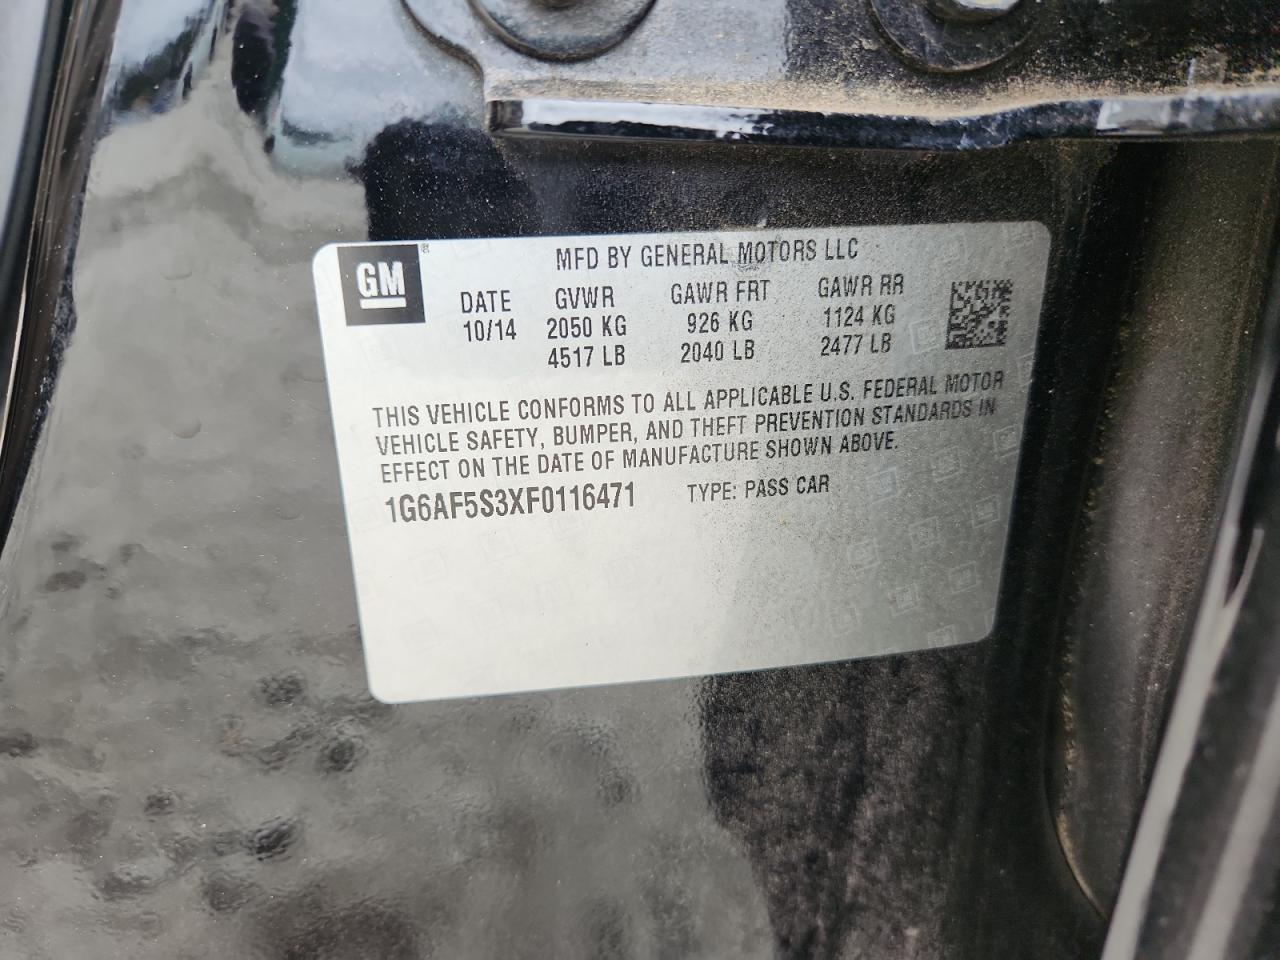 GM ®
MFD BY GENERAL MOTORS LLC
DATE GVWR GAWR FRT GAWR RR
10/14 2050 KG 926 KG 1124 KG
4517 LB 2040 LB 2477 LB
THIS VEHICLE CONFORMS TO ALL APPLICABLE U.S. FEDERAL MOTOR
VEHICLE SAFETY, BUMPER, AND THEFT PREVENTION STANDARDS IN
EFFECT ON THE DATE OF MANUFACTURE SHOWN ABOVE.
1G6AF5S3XF0116471 TYPE: PASS CAR